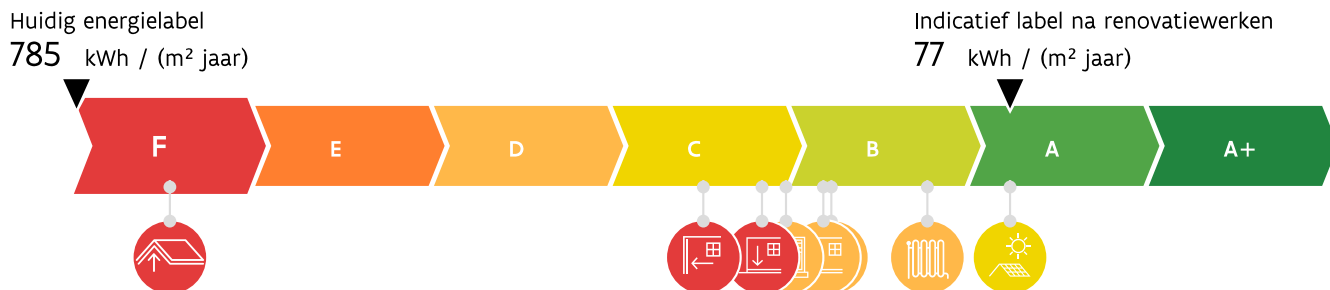 Huidig energielabel
785 kWh / (m² jaar)
Indicatief label na renovatiewerken
77 kWh / (m² jaar)
F E D C B A A+